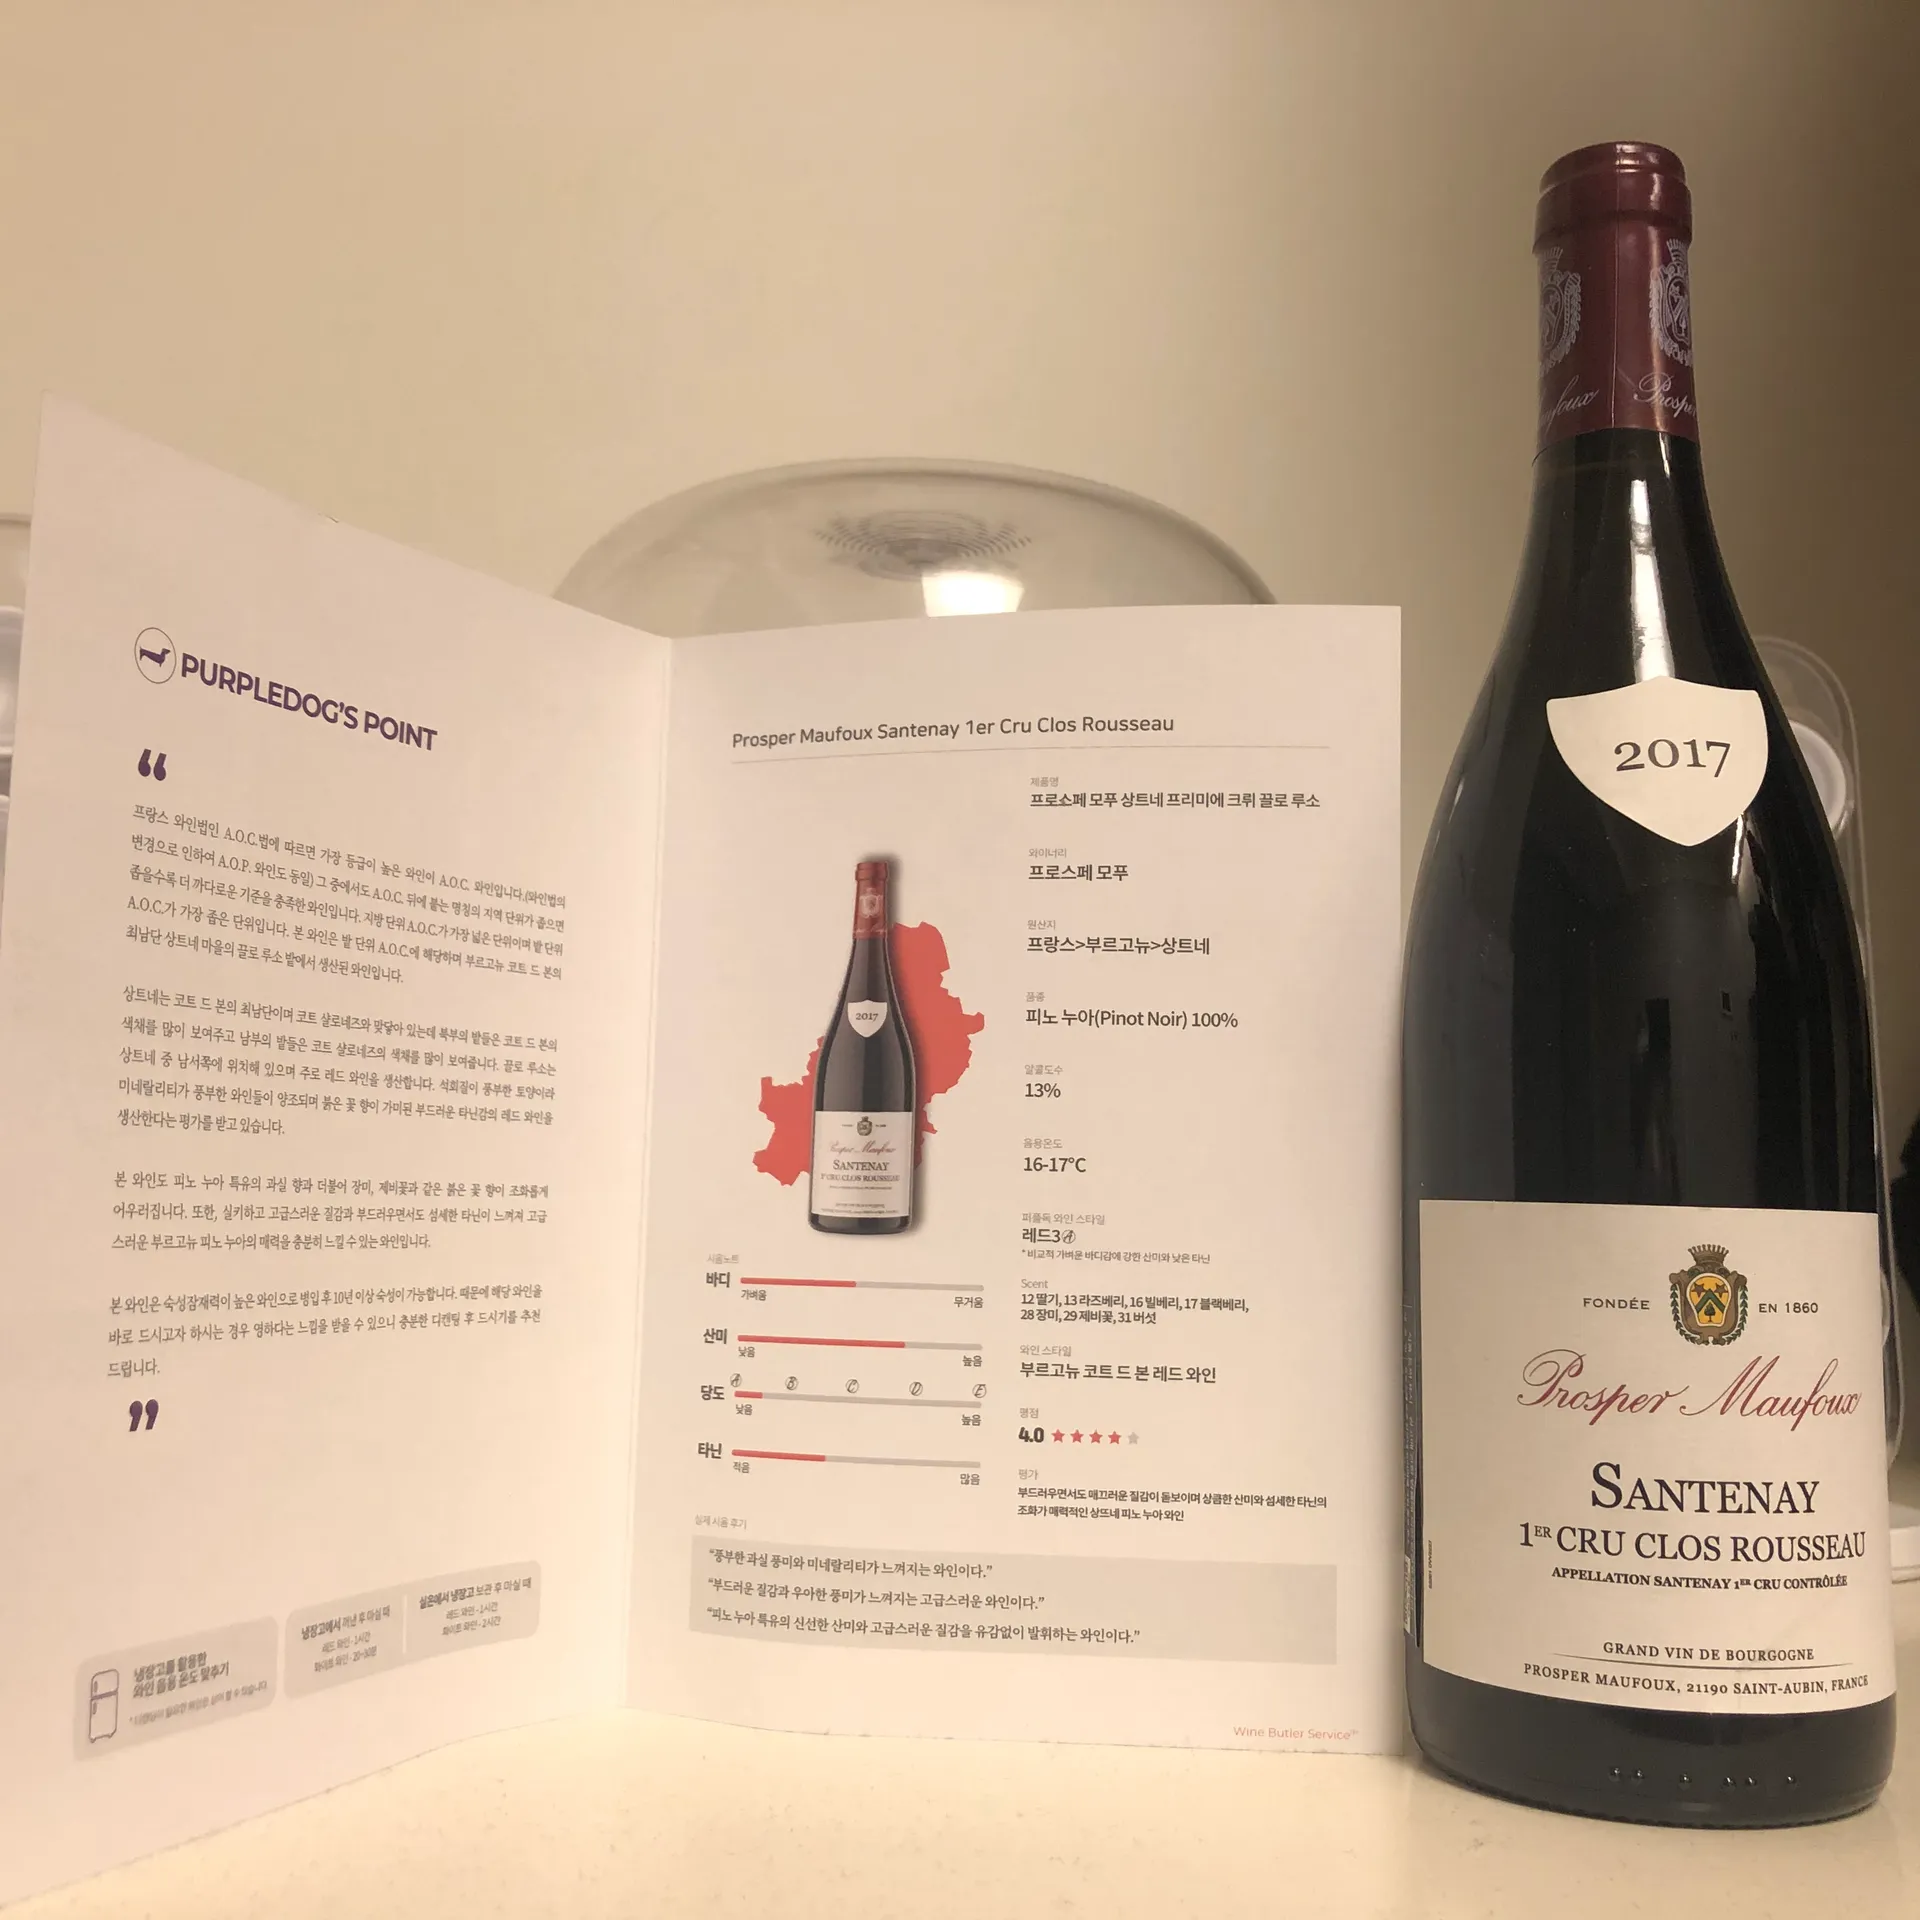 PURPLEDOG'S POINT
“
프랑스 와인법인 A.O.C.법에 따르면 가장 등급이 높은 와인이 A.O.C. 와인입니다.(와인법의
변경으로 인하여 A.O.P. 와인도 동일) 그 중에서도 A.O.C. 뒤에 붙는 명칭의 지역 단위가 좁으면
좁을수록 더 까다로운 기준을 충족한 와인입니다. 지방 단위 A.O.C.가 가장 넓은 단위이며 밭 단위
A.O.C.가 가장 좁은 단위입니다. 본 와인은 밭 단위 A.O.C.에 해당하며 부르고뉴 코트 드 본의
최남단 상트네 마을의 끌로 루소 밭에서 생산된 와인입니다.
상트네는 코트 드 본의 최남단이며 코트 샬로네즈와 맞닿아 있는데 북부의 밭들은 코트 드 본의
색채를 많이 보여주고 남부의 밭들은 코트 샬로네즈의 색채를 많이 보여줍니다. 끌로 루소는
상트네 중 남서쪽에 위치해 있으며 주로 레드 와인을 생산합니다. 석회질이 풍부한 토양이라
미네랄리티가 풍부한 와인들이 양조되며 붉은 꽃 향이 가미된 부드러운 타닌감의 레드 와인을
생산한다는 평가를 받고 있습니다.
본 와인도 피노 누아 특유의 과실 향과 더불어 장미, 제비꽃과 같은 붉은 꽃 향이 조화롭게
어우러집니다. 또한, 실키하고 고급스러운 질감과 부드러우면서도 섬세한 타닌이 느껴져 고급
스러운 부르고뉴 피노 누아의 매력을 충분히 느낄 수 있는 와인입니다.
본 와인은 숙성잠재력이 높은 와인으로 병입 후 10년 이상 숙성이 가능합니다. 때문에 해당 와인을
바로 드시고자 하시는 경우 영하다는 느낌을 받을 수 있으니 충분한 디캔팅 후 드시기를 추천
드립니다.
”
냉장고를 활용한
와인 음용 온도 맞추기
냉장고에서 꺼낸 후 마실 때
레드 와인 - 1시간
화이트 와인 - 20~30분
실온에서 냉장고 보관 후 마실 때
레드 와인 - 1시간
화이트 와인 - 2시간
Prosper Maufoux Santenay 1er Cru Clos Rousseau
제품명
프로스페 모푸 상트네 프리미에 크뤼 끌로 루소
와이너리
프로스페 모푸
원산지
프랑스>부르고뉴>상트네
품종
피노 누아(Pinot Noir) 100%
알콜도수
13%
음용온도
16-17°C
퍼플독 와인 스타일
레드3Ⓐ
* 비교적 가벼운 바디감에 강한 산미와 낮은 타닌
Scent
12 딸기, 13 라즈베리, 16 빌베리, 17 블랙베리,
28 장미, 29 제비꽃, 31 버섯
와인 스타일
부르고뉴 코트 드 본 레드 와인
평점
4.0 ★★★★★
평가
부드러우면서도 매끄러운 질감이 돋보이며 상큼한 산미와 섬세한 타닌의
조화가 매력적인 상뜨네 피노 누아 와인
2017
Prosper Maufoux
SANTENAY
1ER CRU CLOS ROUSSEAU
시음노트
바디
가벼움 무거움
산미
낮음 높음
Ⓐ Ⓑ Ⓒ Ⓓ Ⓔ
당도
낮음 높음
타닌
적음 많음
실제 시음 후기
“풍부한 과실 풍미와 미네랄리티가 느껴지는 와인이다.”
“부드러운 질감과 우아한 풍미가 느껴지는 고급스러운 와인이다.”
“피노 누아 특유의 신선한 산미와 고급스러운 질감을 유감없이 발휘하는 와인이다.”
Wine Butler Service
Prosper
2017
FONDÉE EN 1860
Prosper Maufoux
SANTENAY
1ER CRU CLOS ROUSSEAU
APPELLATION SANTENAY 1ER CRU CONTRÔLÉE
GRAND VIN DE BOURGOGNE
PROSPER MAUFOUX, 21190 SAINT-AUBIN, FRANCE